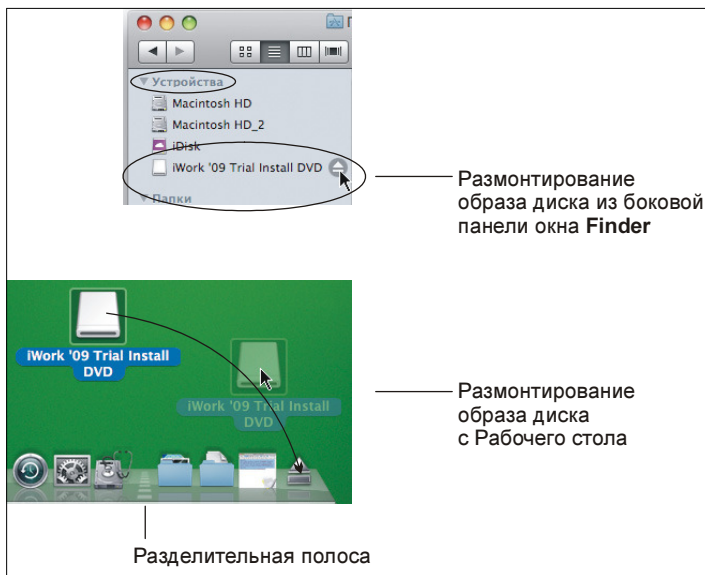 П
Устройства
Macintosh HD
Macintosh HD_2
iDisk
iWork '09 Trial Install DVD
Папки
Размонтирование
образа диска из боковой
панели окна Finder
iWork '09 Trial Install
DVD
iWork '09 Trial Install
DVD
Размонтирование
образа диска
с Рабочего стола
Разделительная полоса